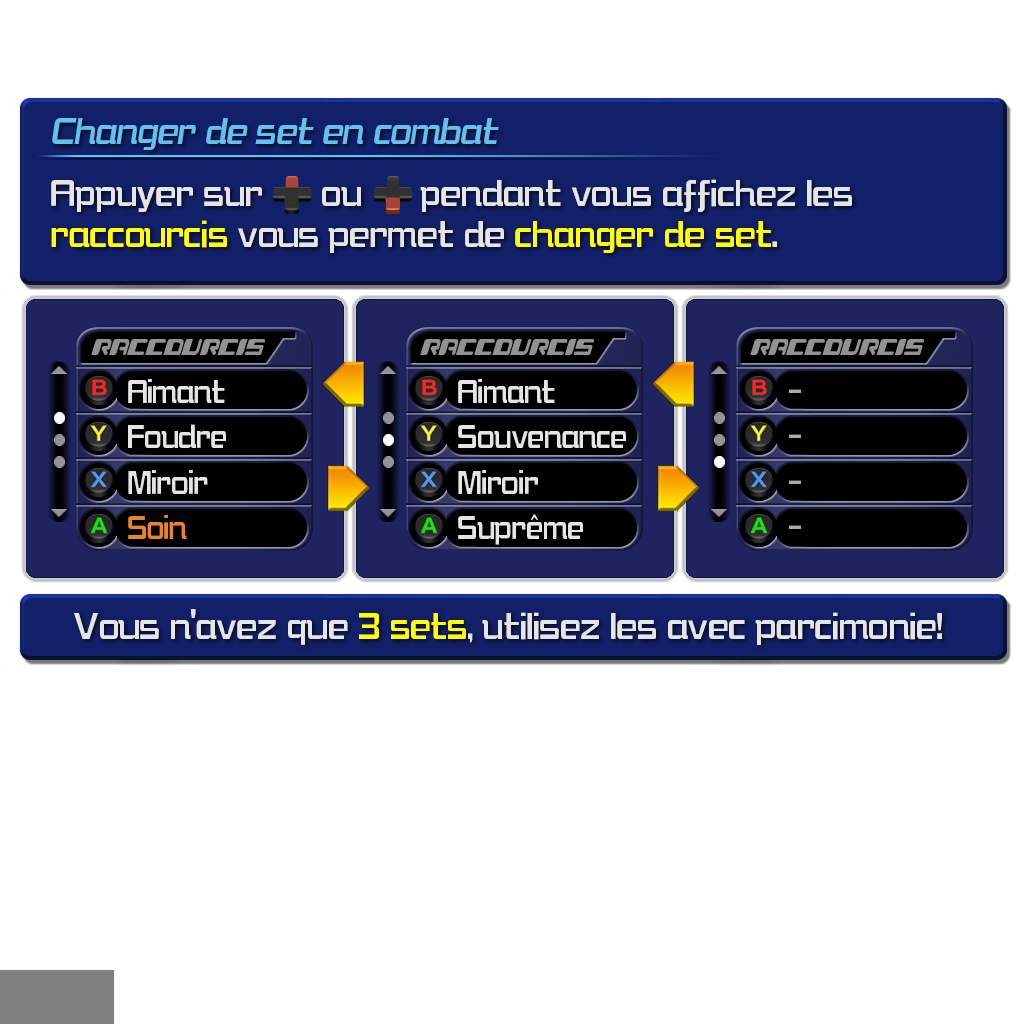 Changer de set en combat
Appuyer sur ou pendant vous affichez les
raccourcis vous permet de changer de set.
RACCOURCIS
B Aimant
Y Foudre
X Miroir
A Soin
RACCOURCIS
B Aimant
Y Souvenance
X Miroir
A Suprême
RACCOURCIS
B -
Y -
X -
A -
Vous n'avez que 3 sets, utilisez les avec parcimonie!